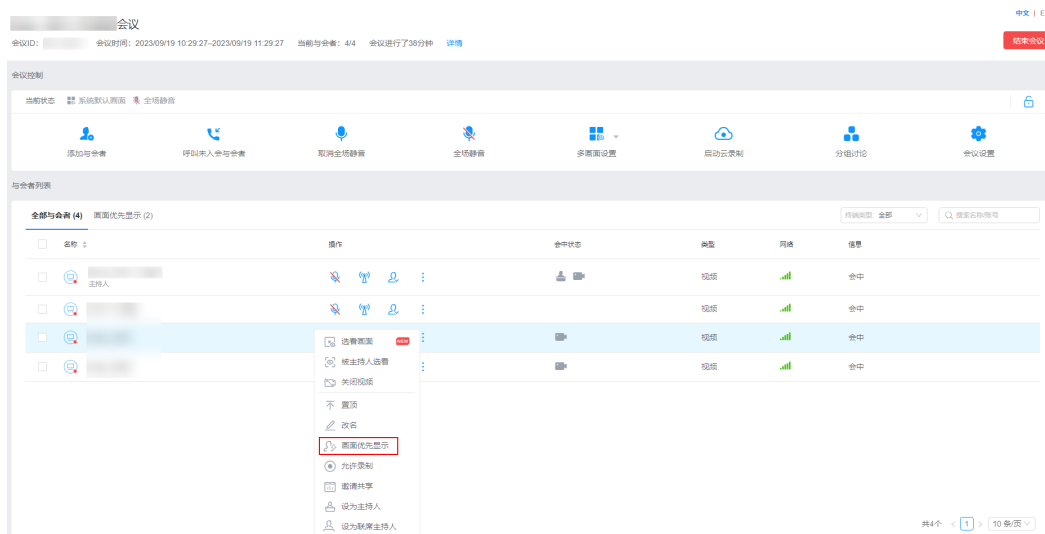 中文 | E
会议
会议ID： 会议时间：2023/09/19 10:29:27–2023/09/19 11:29:27 当前与会者：4/4 会议进行了38分钟 详情
结束会议
会议控制
当前状态 系统默认画面 全场静音
添加与会者 呼叫未入会与会者 取消全场静音 全场静音 多画面设置 启动云录制 分组讨论 会议设置
与会者列表
全部与会者 (4) 画面优先显示 (2) 终端类型 全部 搜索名称/账号
名称 操作 会中状态 类型 网络 信息
主持人 视频 会中
视频 会中
视频 会中
视频 会中
选看画面 NEW
被主持人选看
关闭视频
置顶
改名
画面优先显示
允许录制
邀请共享
设为主持人
设为联席主持人
共4个 < 1 > 10 条/页